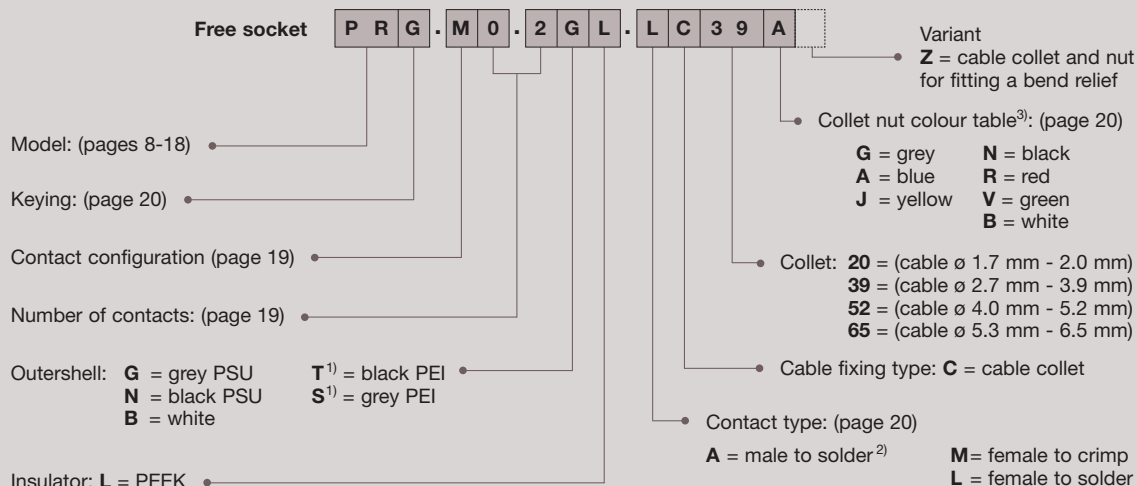 Free socket P R G . M 0 . 2 G L . L C 3 9 A
Variant
Z = cable collet and nut
for fitting a bend relief
Collet nut colour table3): (page 20)
G = grey N = black
A = blue R = red
J = yellow V = green
B = white
Model: (pages 8-18)
Keying: (page 20)
Contact configuration (page 19)
Number of contacts: (page 19)
Collet: 20 = (cable ø 1.7 mm - 2.0 mm)
39 = (cable ø 2.7 mm - 3.9 mm)
52 = (cable ø 4.0 mm - 5.2 mm)
65 = (cable ø 5.3 mm - 6.5 mm)
Outershell: G = grey PSU T1) = black PEI
N = black PSU S1) = grey PEI
B = white
Cable fixing type: C = cable collet
Contact type: (page 20)
A = male to solder2) M= female to crimp
L = female to solder
Insulator: L = PEEK